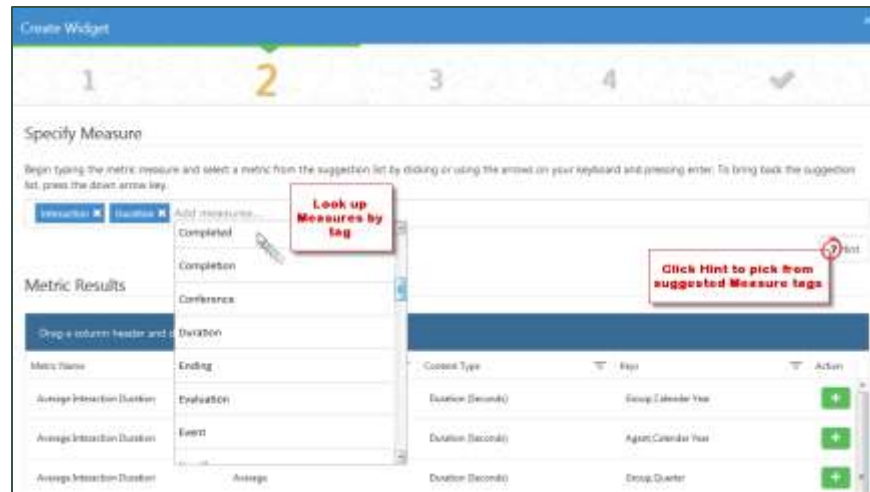 Create Widget
1 2 3 4
Specify Measure
Begin typing the metric measure and select a metric from the suggestion list by clicking or using the arrows on your keyboard and pressing enter. To bring back the suggestion
list, press the down arrow key.
Interaction Duration Add measures...
Look up
Measures by
tag
Completed
? Hint
Completion
Click Hint to pick from
suggested Measure tags
Metric Results
Conference
Drag a column header and
Duration
Metric Name Ending Content Type Keys Action
Average Interaction Duration Evaluation Duration (Seconds) Group,Calendar Year +
Average Interaction Duration Event Duration (Seconds) Agent,Calendar Year +
Average Interaction Duration Average Duration (Seconds) Group,Quarter +